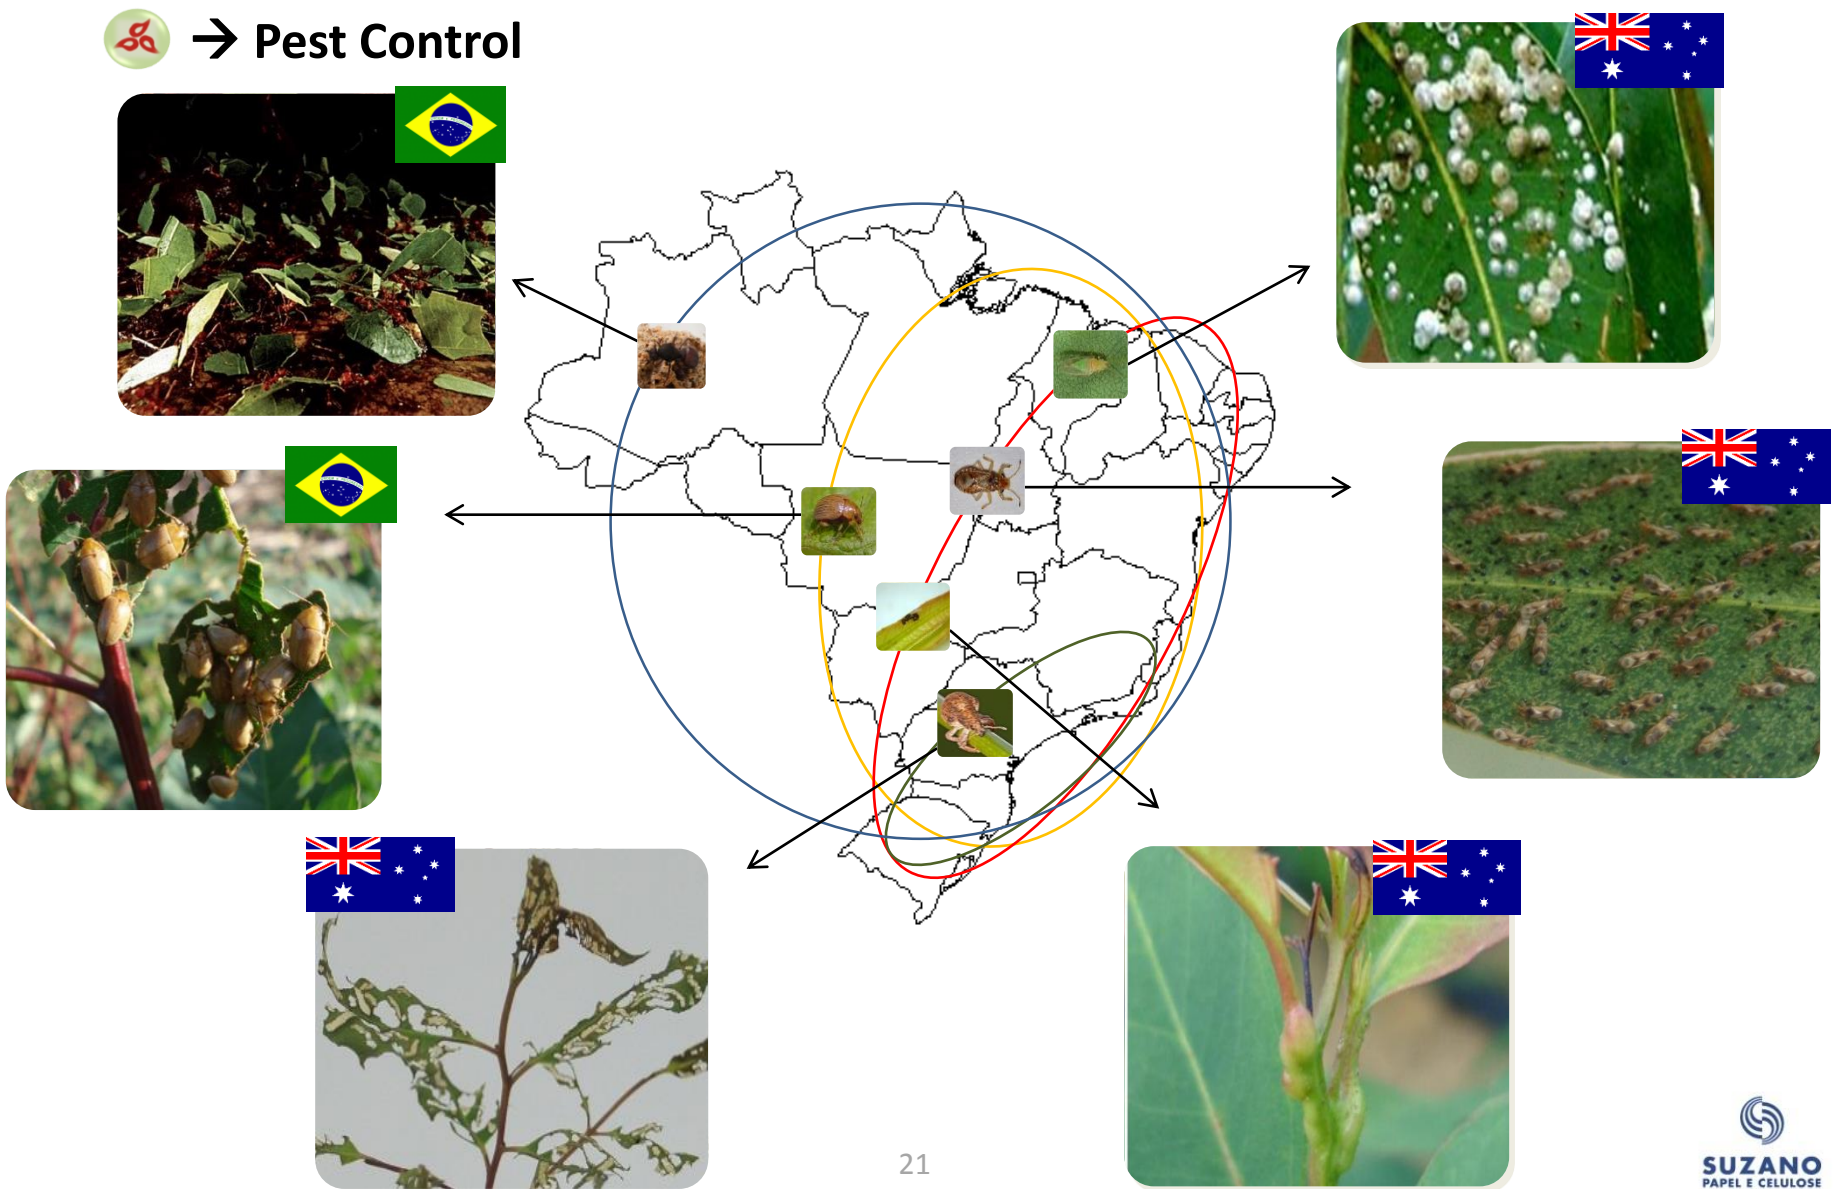 → Pest Control
21
SUZANO
PAPEL E CELULOSE